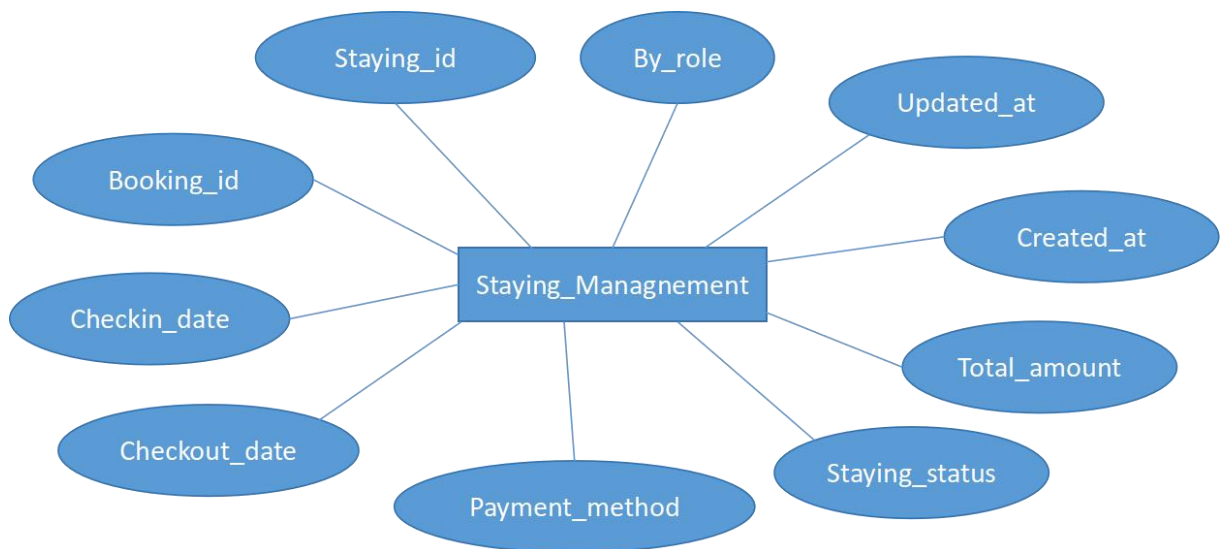 Staying_id
By_role
Updated_at
Booking_id
Created_at
Staying_Managnement
Checkin_date
Total_amount
Checkout_date
Staying_status
Payment_method